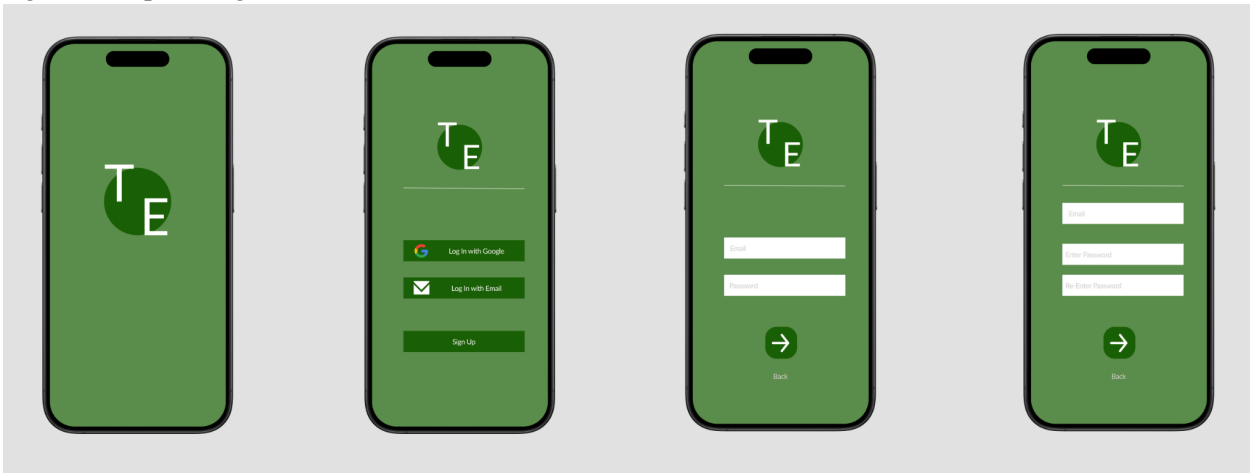 T
E
T
E
Log In with Google
Log In with Email
Sign Up
T
E
Email
Password
Back
T
E
Email
Enter Password
Re-Enter Password
Back